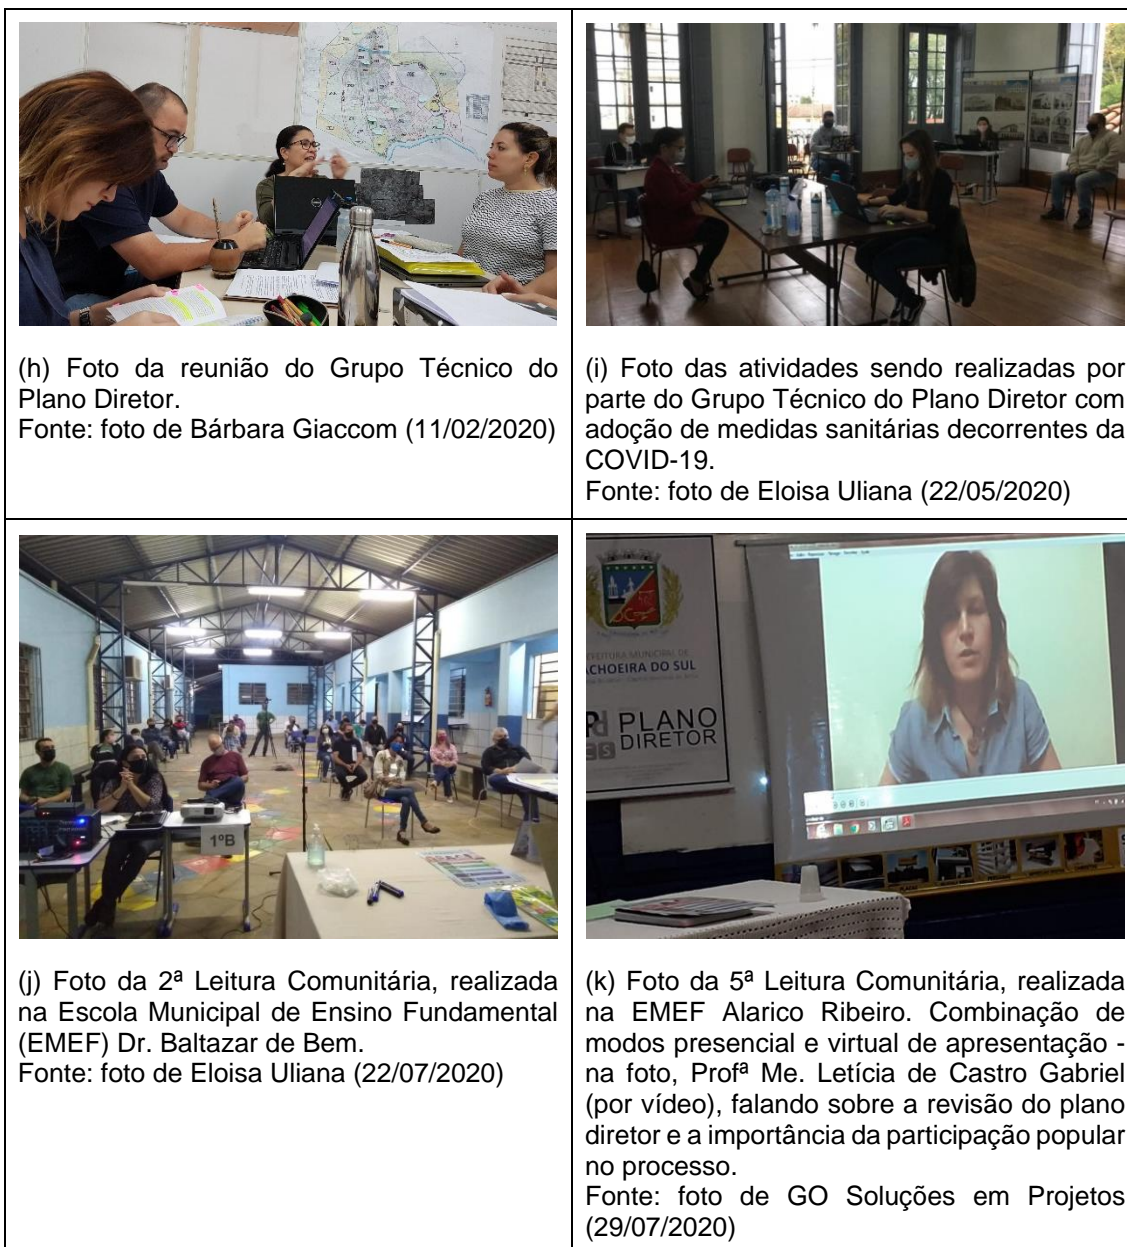 (h) Foto da reunião do Grupo Técnico do
Plano Diretor.
Fonte: foto de Bárbara Giaccom (11/02/2020)
(i) Foto das atividades sendo realizadas por
parte do Grupo Técnico do Plano Diretor com
adoção de medidas sanitárias decorrentes da
COVID-19.
Fonte: foto de Eloisa Uliana (22/05/2020)
1ºB
(j) Foto da 2ª Leitura Comunitária, realizada
na Escola Municipal de Ensino Fundamental
(EMEF) Dr. Baltazar de Bem.
Fonte: foto de Eloisa Uliana (22/07/2020)
EFEITURA MUNICIPAL DE
ACHOEIRA DO SUL
PLANO
DIRETOR
(k) Foto da 5ª Leitura Comunitária, realizada
na EMEF Alarico Ribeiro. Combinação de
modos presencial e virtual de apresentação -
na foto, Profª Me. Letícia de Castro Gabriel
(por vídeo), falando sobre a revisão do plano
diretor e a importância da participação popular
no processo.
Fonte: foto de GO Soluções em Projetos
(29/07/2020)